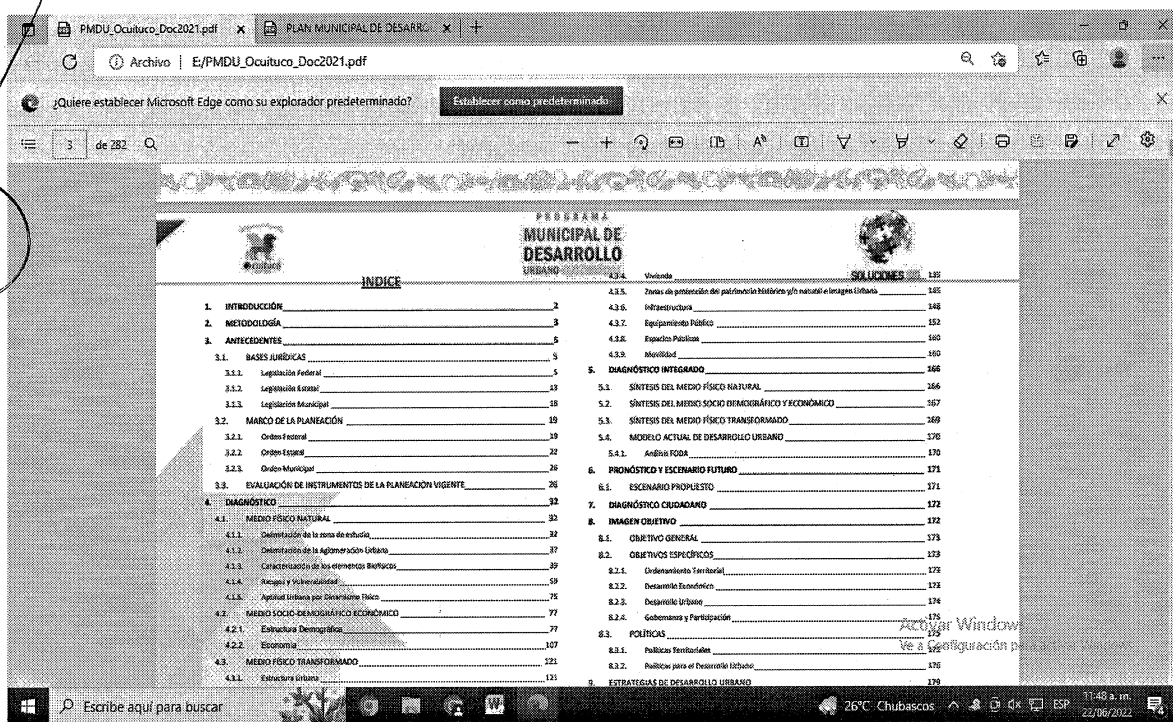 PMDU_Ocuituco_Doc2021.pdf
PLAN MUNICIPAL DE DESARRO
Archivo | E:/PMDU_Ocuituco_Doc2021.pdf
¿Quiere establecer Microsoft Edge como su explorador predeterminado?
Establecer como predeterminado
3 de 282
Ocuituco
PROGRAMA
MUNICIPAL DE
DESARROLLO
URBANO
SOLUCIONES
INDICE
1. INTRODUCCIÓN 2
2. METODOLOGÍA 3
3. ANTECEDENTES 5
3.1. BASES JURÍDICAS 5
3.1.1. Legislación Federal 5
3.1.2. Legislación Estatal 13
3.1.3. Legislación Municipal 18
3.2. MARCO DE LA PLANEACIÓN 19
3.2.1. Orden Federal 19
3.2.2. Orden Estatal 22
3.2.3. Orden Municipal 26
3.3. EVALUACIÓN DE INSTRUMENTOS DE LA PLANEACIÓN VIGENTE 26
4. DIAGNÓSTICO 32
4.1. MEDIO FÍSICO NATURAL 32
4.1.1. Delimitación de la zona de estudio 32
4.1.2. Delimitación de la Aglomeración Urbana 37
4.1.3. Caracterización de los elementos Biofísicos 39
4.1.4. Riesgos y Vulnerabilidad 59
4.1.5. Aptitud Urbana por Dinamismo Físico 75
4.2. MEDIO SOCIO-DEMOGRÁFICO ECONÓMICO 77
4.2.1. Estructura Demográfica 77
4.2.2. Economía 107
4.3. MEDIO FÍSICO TRANSFORMADO 121
4.3.1. Estructura Urbana 121
4.3.4. Vivienda 135
4.3.5. Zonas de protección del patrimonio histórico y/o natural e Imagen Urbana 145
4.3.6. Infraestructura 148
4.3.7. Equipamiento Público 152
4.3.8. Espacios Públicos 160
4.3.9. Movilidad 160
5. DIAGNÓSTICO INTEGRADO 166
5.1. SÍNTESIS DEL MEDIO FÍSICO NATURAL 166
5.2. SÍNTESIS DEL MEDIO SOCIO DEMOGRÁFICO Y ECONÓMICO 167
5.3. SÍNTESIS DEL MEDIO FÍSICO TRANSFORMADO 169
5.4. MODELO ACTUAL DE DESARROLLO URBANO 170
5.4.1. Análisis FODA 170
6. PRONÓSTICO Y ESCENARIO FUTURO 171
6.1. ESCENARIO PROPUESTO 171
7. DIAGNÓSTICO CIUDADANO 172
8. IMAGEN OBJETIVO 172
8.1. OBJETIVO GENERAL 173
8.2. OBJETIVOS ESPECÍFICOS 173
8.2.1. Ordenamiento Territorial 173
8.2.2. Desarrollo Económico 173
8.2.3. Desarrollo Urbano 174
8.2.4. Gobernanza y Participación 175
8.3. POLÍTICAS 175
8.3.1. Políticas Territoriales
8.3.2. Políticas para el Desarrollo Urbano 176
9. ESTRATEGIAS DE DESARROLLO URBANO 179
Activar Window
Ve a Configuración
Escribe aquí para buscar
26°C Chubascos
ESP
11:48 a. m.
22/06/2022